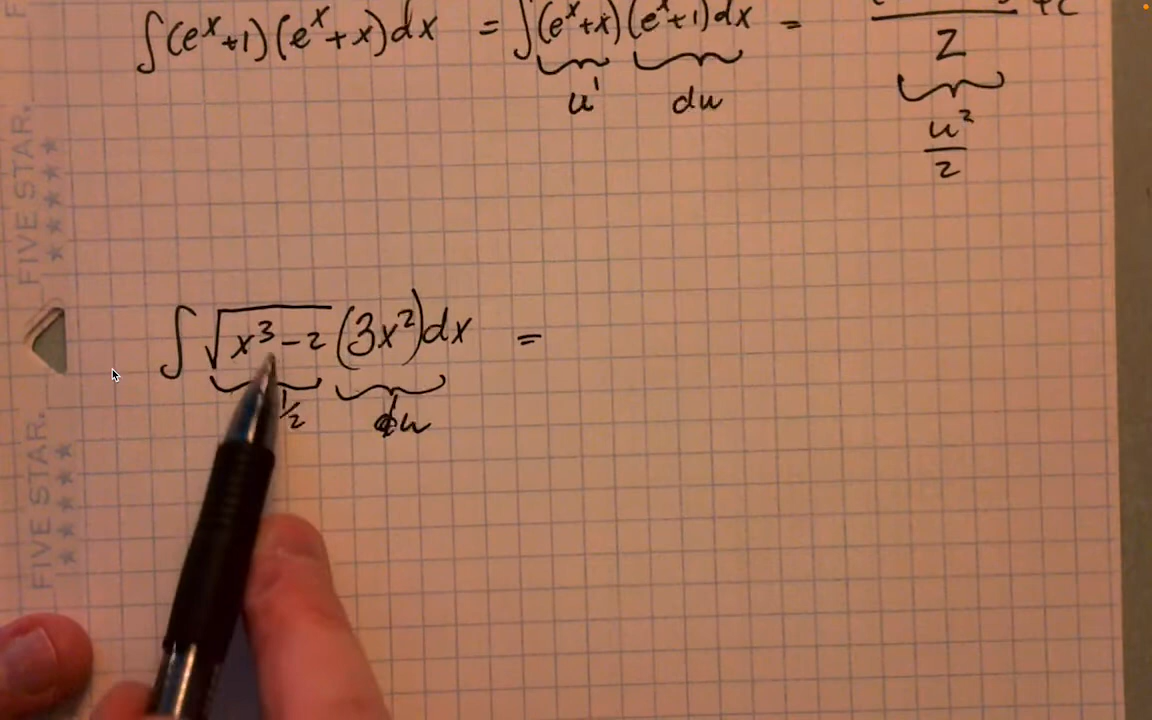 ∫(eˣ+1)(eˣ+x)dx = ∫(eˣ+x)(eˣ+1)dx = ——/2 +C
u¹ du u²/2
∫√(x³-2) (3x²)dx =
½ du
FIVE STAR.
FIVE STAR.